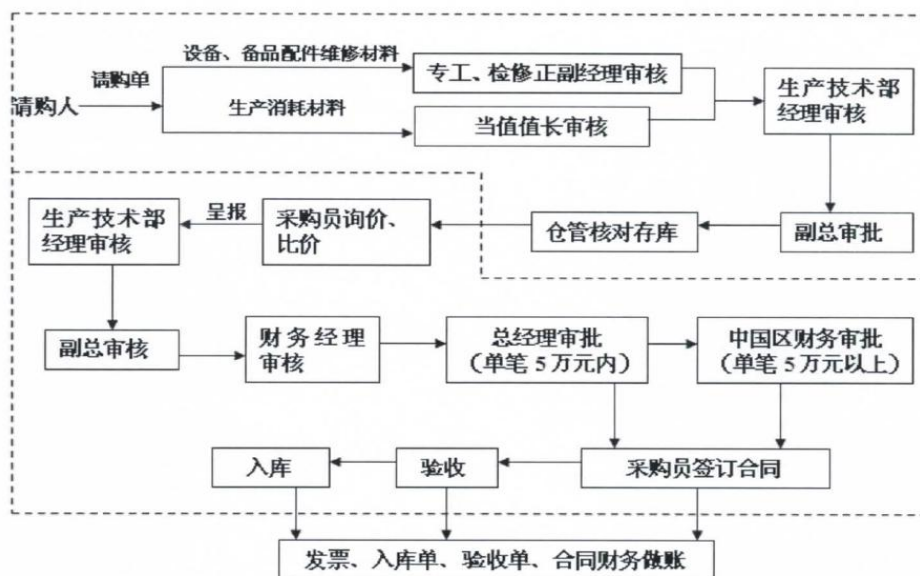 设备、备品配件维修材料
专工、检修正副经理审核
请购单
请购人
生产消耗材料
当值值长审核
生产技术部
经理审核
生产技术部
经理审核
呈报
采购员询价、
比价
仓管核对存库
副总审批
副总审核
财务经理
审核
总经理审批
（单笔5万元内）
中国区财务审批
（单笔5万元以上）
入库
验收
采购员签订合同
发票、入库单、验收单、合同财务做账